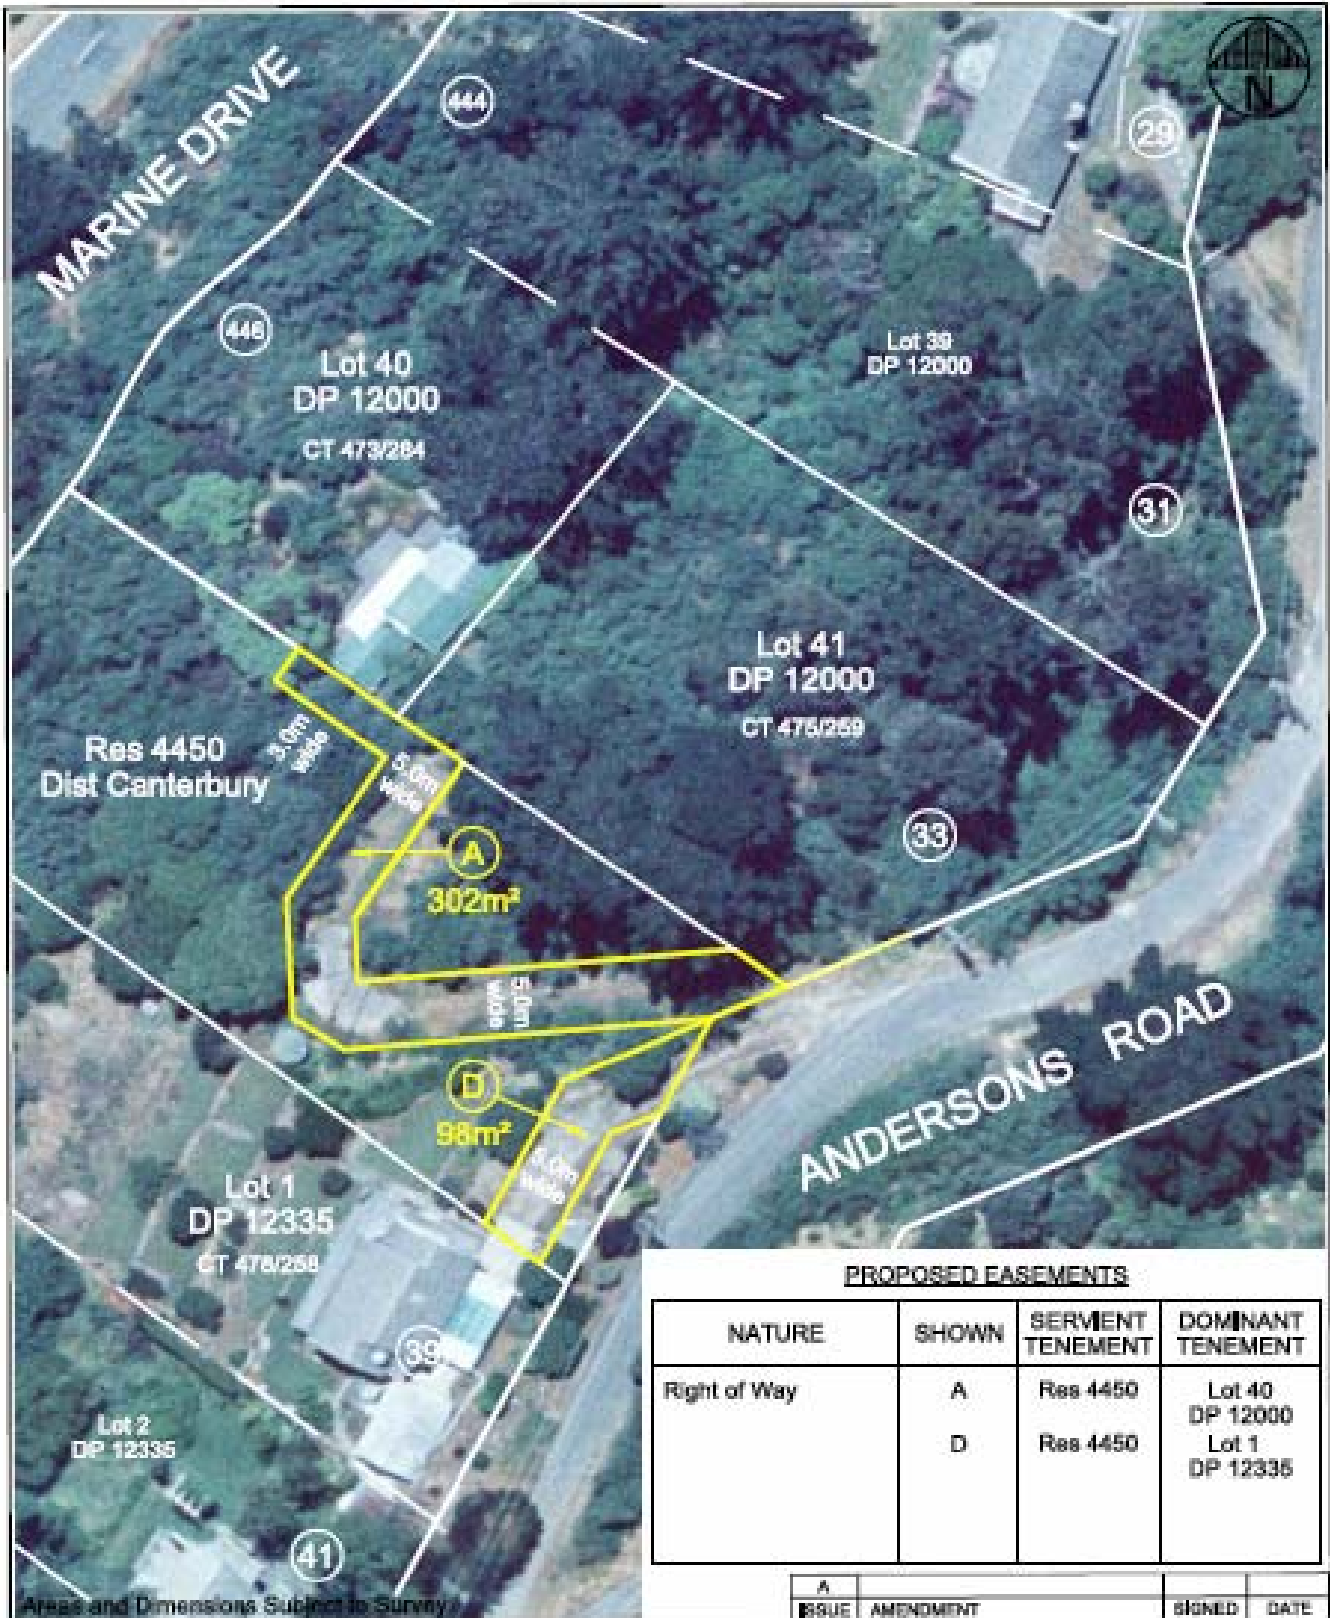 MARINE DRIVE
444
N
29
446
Lot 40
DP 12000
CT 473/284
Lot 39
DP 12000
31
Lot 41
DP 12000
CT 475/259
Res 4450
Dist Canterbury
3.0m
wide
5.0m
wide
A
302m²
33
5.0m
wide
ANDERSONS ROAD
D
98m²
wide
Lot 1
DP 12335
CT 478/258
39
Lot 2
DP 12335
41
Areas and Dimensions Subject to Survey
PROPOSED EASEMENTS
NATURE SHOWN SERVIENT TENEMENT DOMINANT TENEMENT
Right of Way A Res 4450 Lot 40
DP 12000
D Res 4450 Lot 1
DP 12335
A
ISSUE AMENDMENT SIGNED DATE